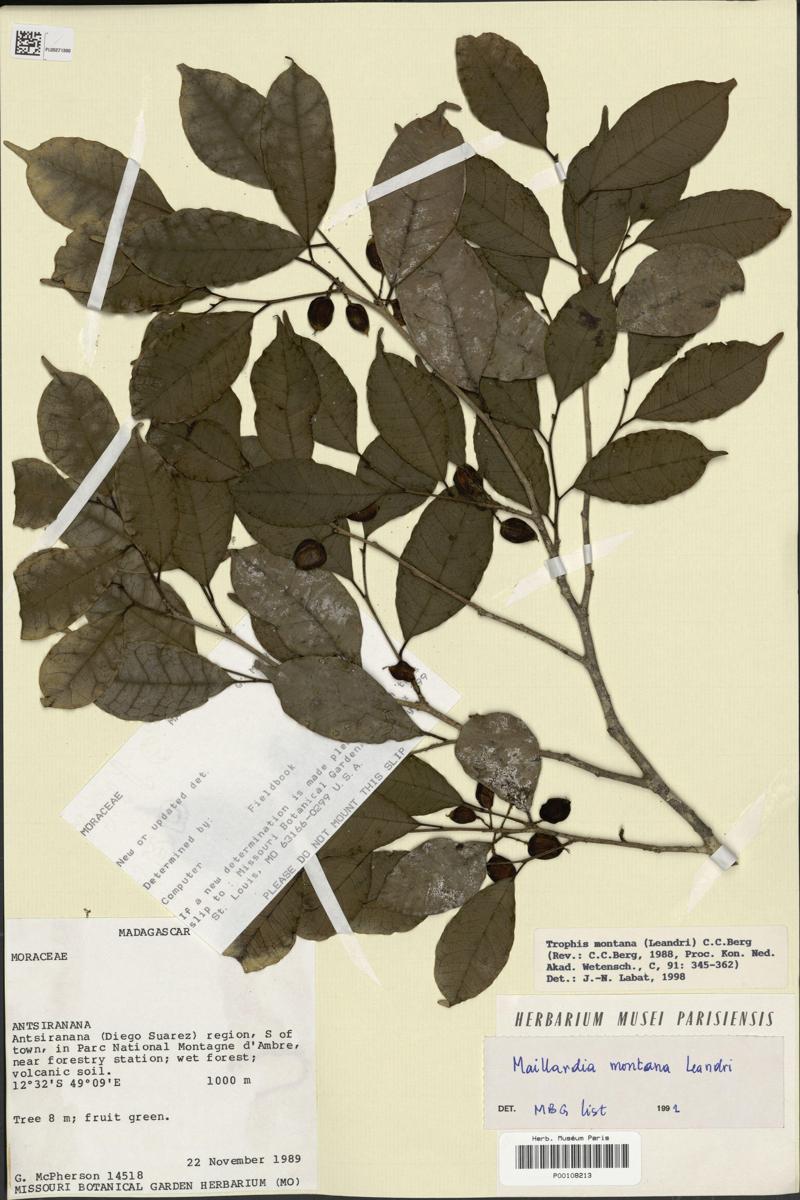 MORACEAE
New or updated det.
Determined by:
Computer Fieldbook
If a new determination is made
slip to: Missouri Botanical Garden
St. Louis, MO 63166-0299 U.S.A.
PLEASE DO NOT MOUNT THIS SLIP
MADAGASCAR
MORACEAE
ANTSIRANANA
Antsiranana (Diego Suarez) region, S of
town, in Parc National Montagne d'Ambre,
near forestry station; wet forest;
volcanic soil.
12°32'S 49°09'E 1000 m
Tree 8 m; fruit green.
22 November 1989
G. McPherson 14518
MISSOURI BOTANICAL GARDEN HERBARIUM (MO)
Trophis montana (Leandri) C.C.Berg
(Rev.: C.C.Berg, 1988, Proc. Kon. Ned.
Akad. Wetensch., C, 91: 345-362)
Det.: J.-N. Labat, 1998
HERBARIUM MUSEI PARISIENSIS
Maillardia montana Leandri
DET. MBG list 1992
Herb. Muséum Paris
P00108213